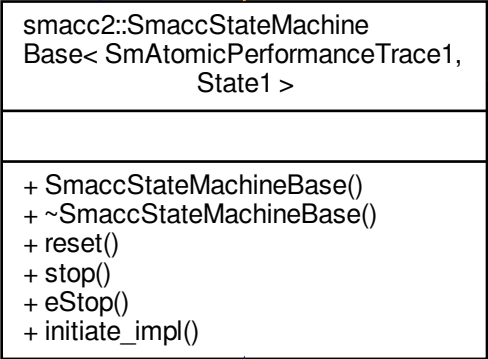 smacc2::SmaccStateMachine
Base< SmAtomicPerformanceTrace1,
State1 >
+ SmaccStateMachineBase()
+ ~SmaccStateMachineBase()
+ reset()
+ stop()
+ eStop()
+ initiate_impl()